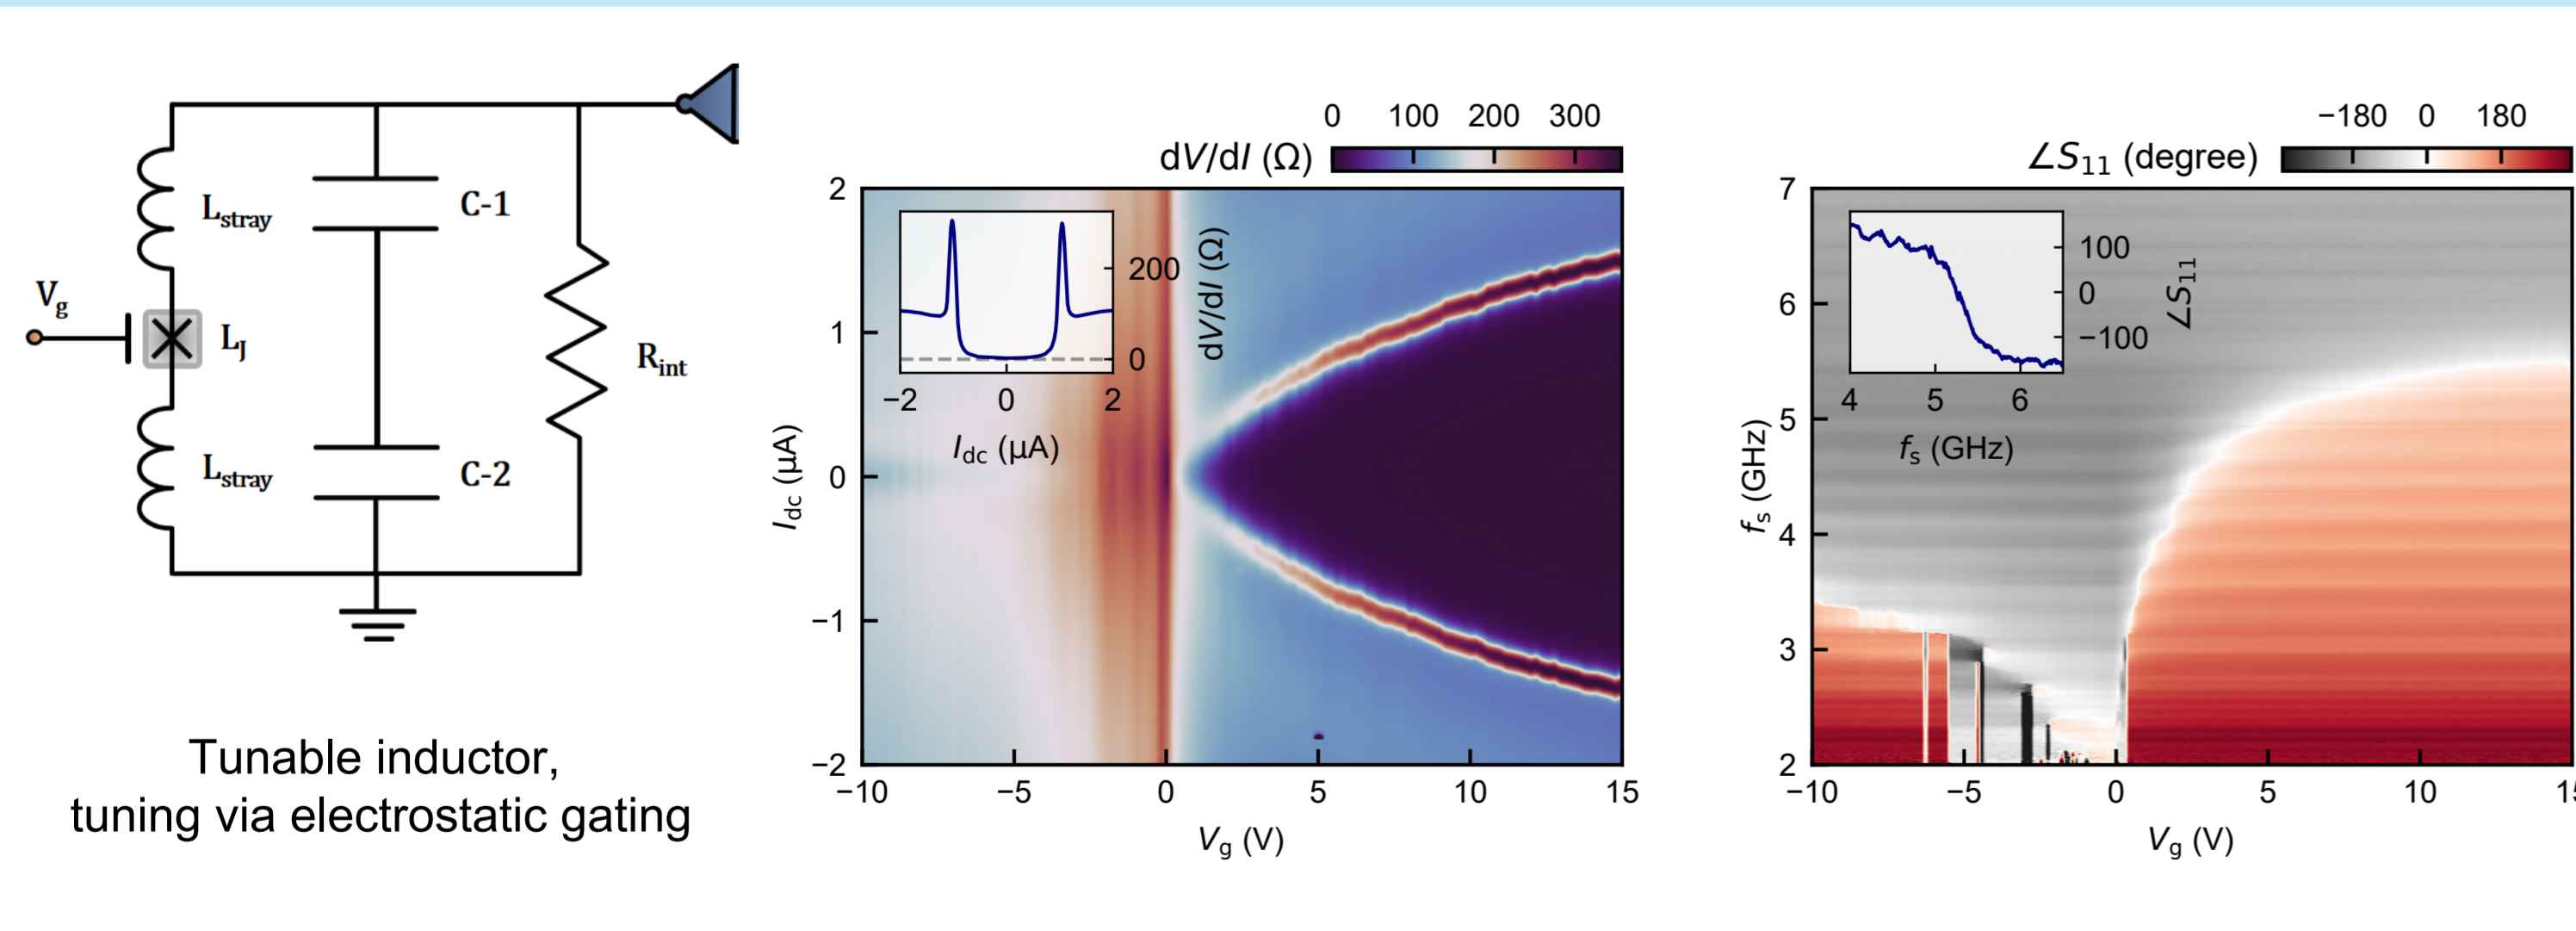 V_g
L_stray
L_J
L_stray
C-1
C-2
R_int
Tunable inductor,
tuning via electrostatic gating
0 100 200 300
dV/dI (Ω)
2
1
0
−1
−2
I_dc (μA)
−10 −5 0 5 10 15
V_g (V)
200
0
dV/dI (Ω)
−2 0 2
I_dc (μA)
−180 0 180
∠S_11 (degree)
7
6
5
4
3
2
f_s (GHz)
−10 −5 0 5 10
V_g (V)
100
0
−100
∠S_11
4 5 6
f_s (GHz)